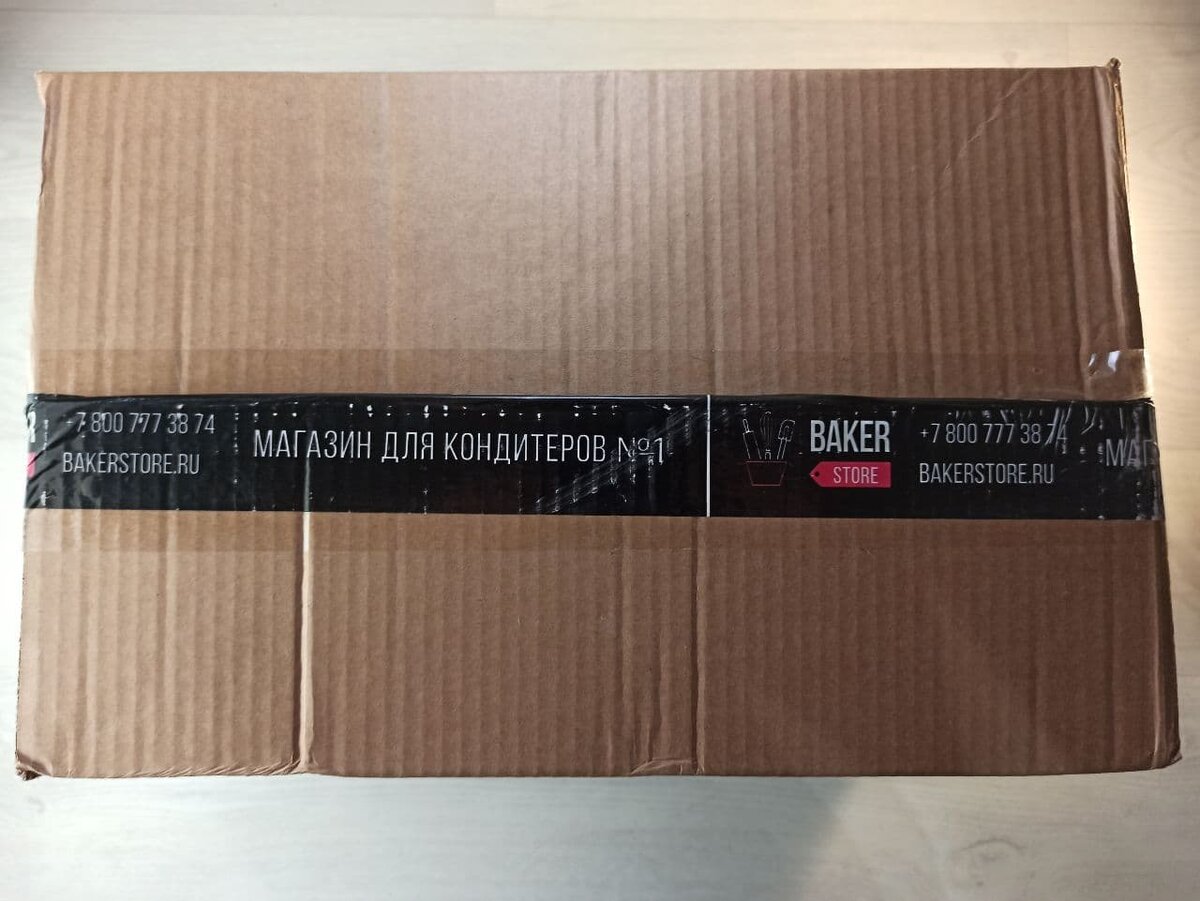 +7 800 777 38 74
BAKERSTORE.RU
МАГАЗИН ДЛЯ КОНДИТЕРОВ №1
BAKER
STORE
+7 800 777 38 74
BAKERSTORE.RU